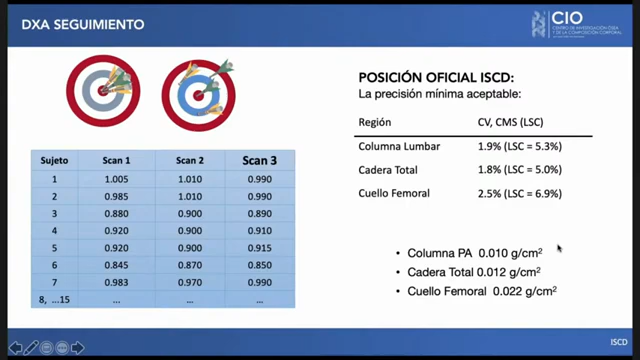 DXA SEGUIMIENTO
CIO
CENTRO DE INVESTIGACIÓN ÓSEA
Y DE LA COMPOSICIÓN CORPORAL
POSICIÓN OFICIAL ISCD:
La precisión mínima aceptable:
Región CV, CMS (LSC)
Columna Lumbar 1.9% (LSC = 5.3%)
Cadera Total 1.8% (LSC = 5.0%)
Cuello Femoral 2.5% (LSC = 6.9%)
• Columna PA 0.010 g/cm²
• Cadera Total 0.012 g/cm²
• Cuello Femoral 0.022 g/cm²
Sujeto Scan 1 Scan 2 Scan 3
1 1.005 1.010 0.990
2 0.985 1.010 0.990
3 0.880 0.900 0.890
4 0.920 0.900 0.910
5 0.920 0.900 0.915
6 0.845 0.870 0.850
7 0.983 0.970 0.990
8, ...15 ... ... ...
ISCD